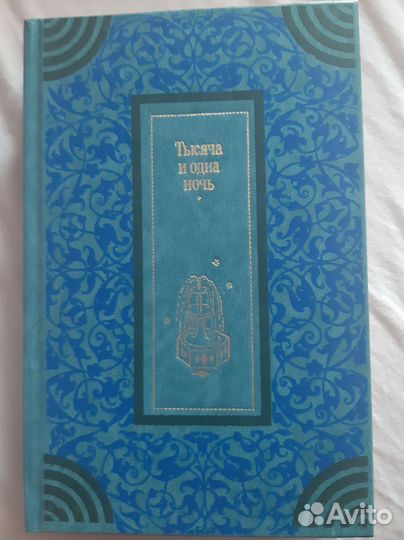 Тысяча
и одна
ночь
Avito